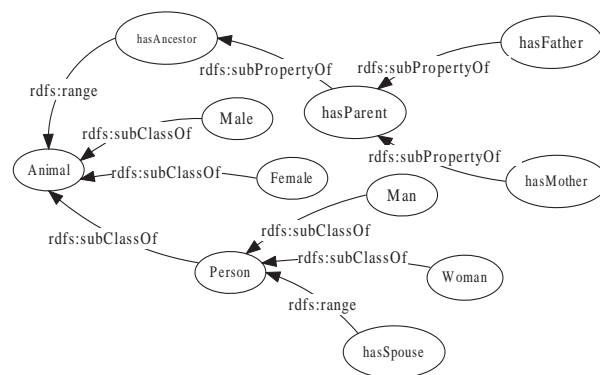 hasAncestor
hasFather
rdfs:subPropertyOf
rdfs:subPropertyOf
rdfs:range
hasParent
Male
rdfs:subClassOf
Animal
rdfs:subClassOf
Female
rdfs:subPropertyOf
hasMother
Man
rdfs:subClassOf
rdfs:subClassOf
Person
rdfs:subClassOf
Woman
rdfs:range
hasSpouse